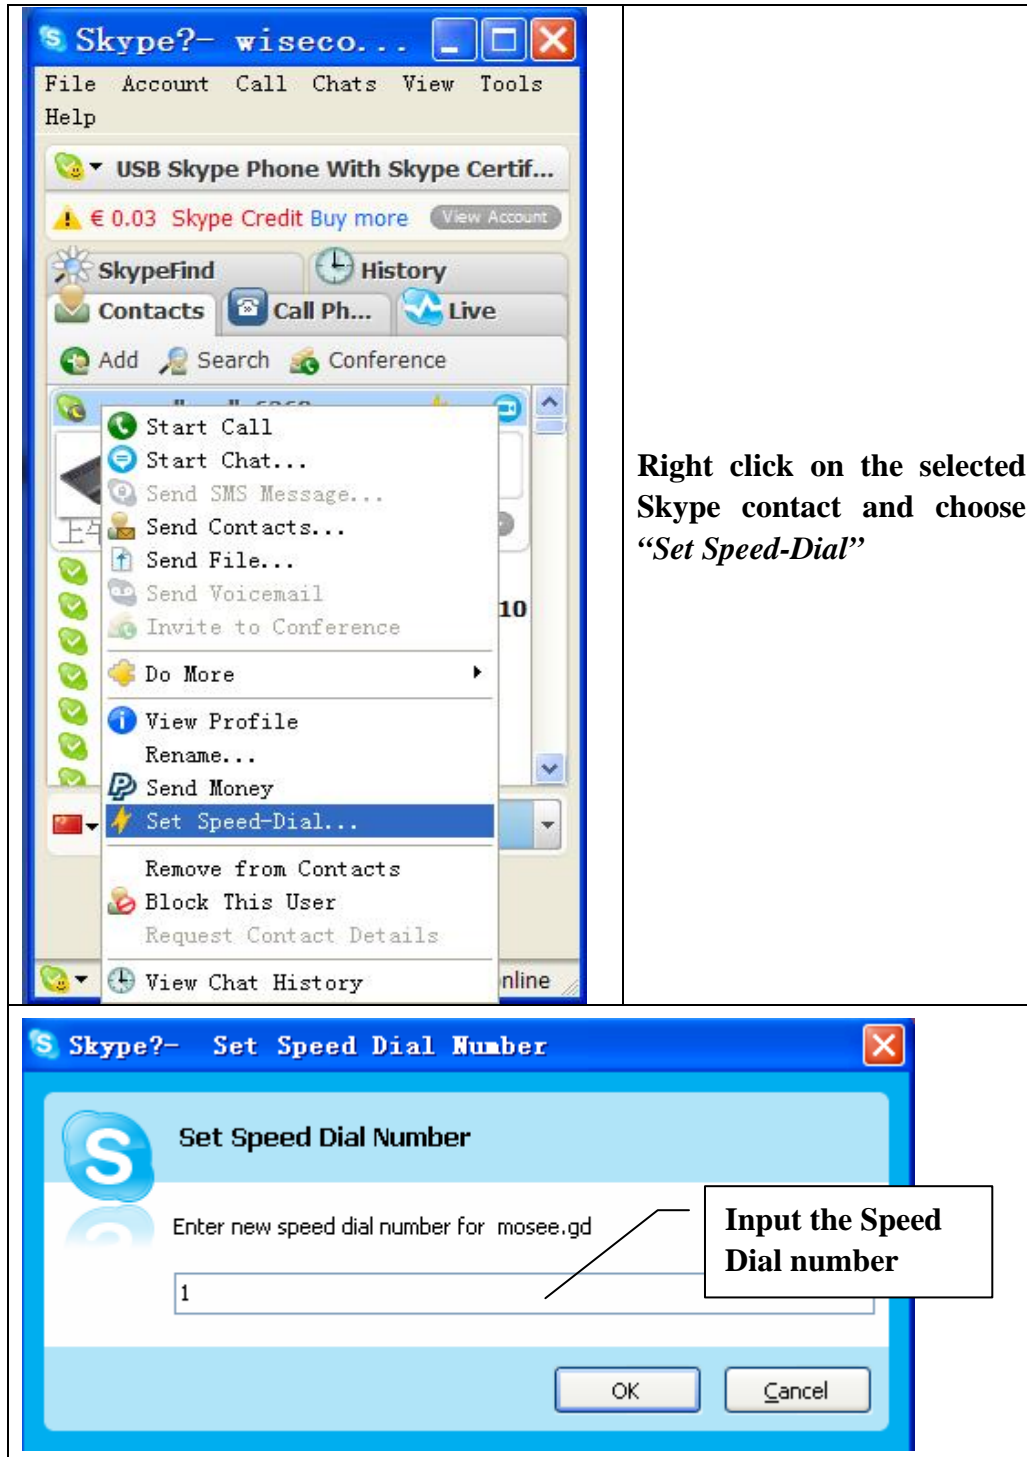 Skype?- wiseco...
File Account Call Chats View Tools
Help
USB Skype Phone With Skype Certif...
€ 0.03 Skype Credit Buy more View Account
SkypeFind History
Contacts Call Ph... Live
Add Search Conference
Start Call
Start Chat...
Send SMS Message...
上午
Send Contacts...
Send File...
Send Voicemail
10
Invite to Conference
Do More
View Profile
Rename...
Send Money
Set Speed-Dial...
Remove from Contacts
Block This User
Request Contact Details
View Chat History
nline
Right click on the selected
Skype contact and choose
“Set Speed-Dial”
Skype?- Set Speed Dial Number
Set Speed Dial Number
Enter new speed dial number for mosee.gd
1
Input the Speed
Dial number
OK Cancel